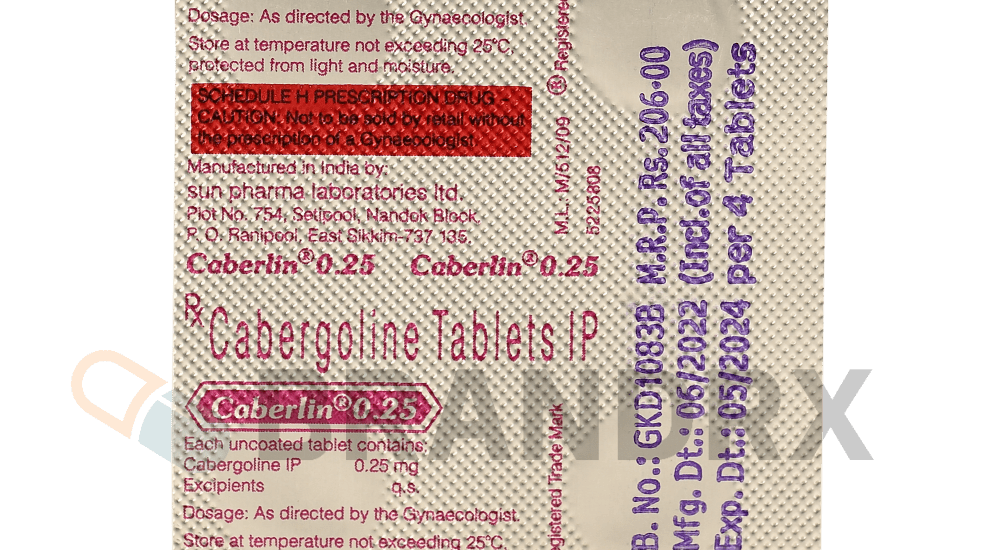 Dosage: As directed by the Gynaecologist.
Store at temperature not exceeding 25°C,
protected from light and moisture.
SCHEDULE H PRESCRIPTION DRUG –
CAUTION: Not to be sold by retail without
the prescription of a Gynaecologist.
Manufactured in India by:
sun pharma laboratories ltd.
Plot No. 754, Setipool, Nandok Block,
P. O. Ranipool, East Sikkim-737 135.
Caberlin®0.25 Caberlin®0.25
Rx Cabergoline Tablets IP
Caberlin®0.25
Each uncoated tablet contains:
Cabergoline IP 0.25 mg
Excipients q.s.
Dosage: As directed by the Gynaecologist.
Store at temperature not exceeding 25°C,
M.L.: M/512/09 ® Registered
5225808
egistered Trade Mark
B. No.: GKD1083B M.R.P. Rs.206.00
Mfg. Dt.: 06/2022 (Incl.of all taxes)
Exp. Dt.: 05/2024 per 4 Tablets
BRANDRX